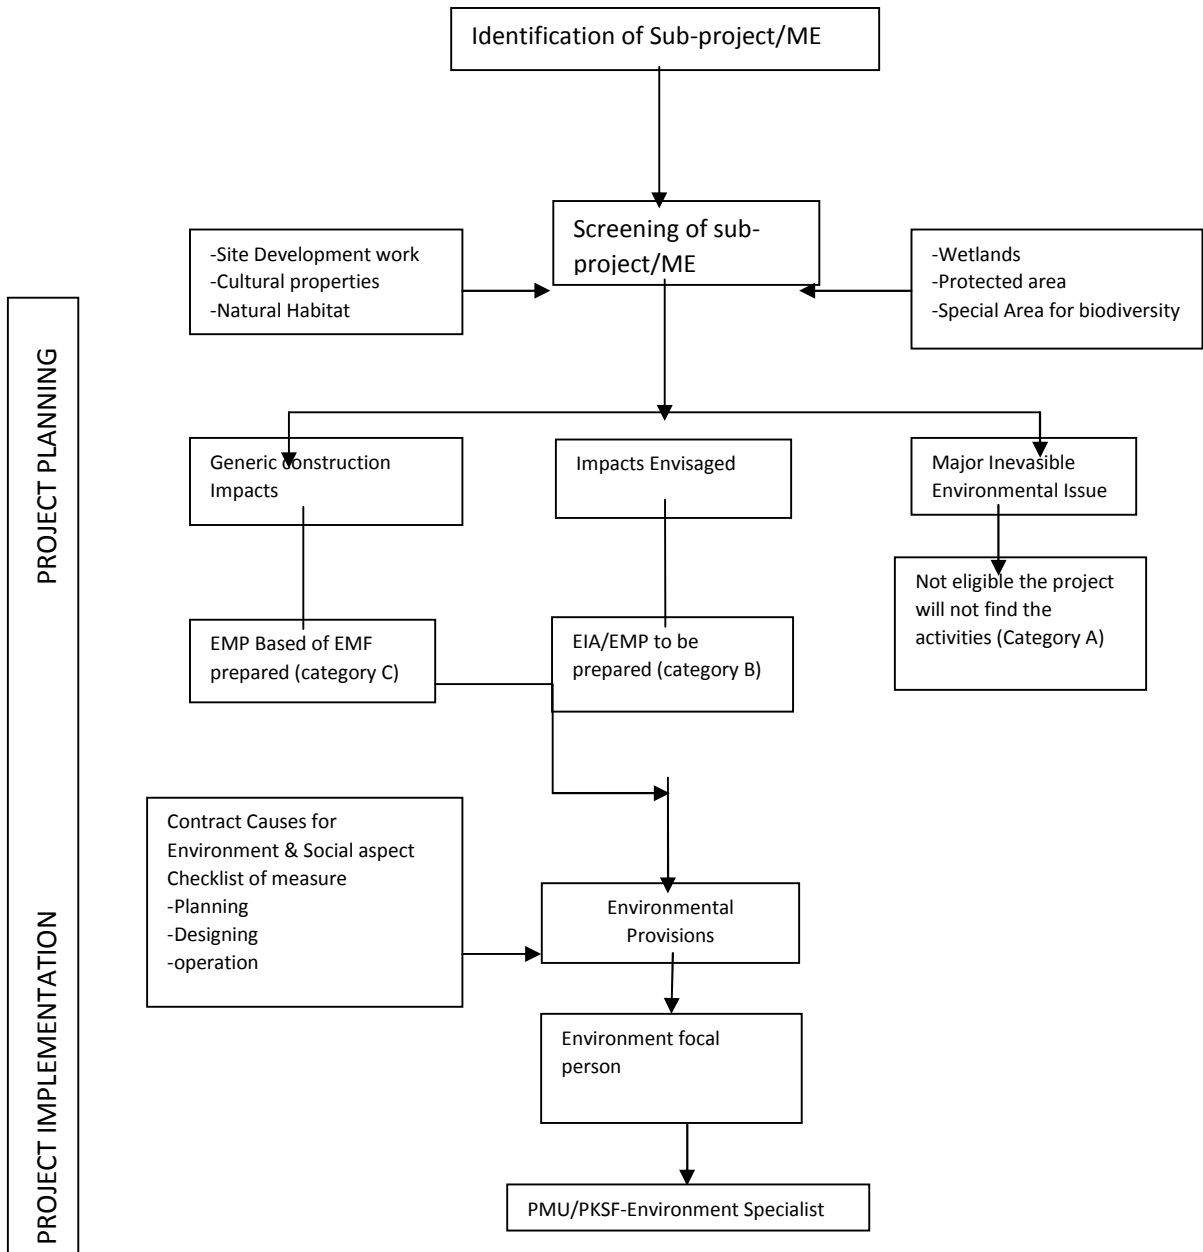 Identification of Sub-project/ME
Screening of sub-
project/ME
-Site Development work
-Cultural properties
-Natural Habitat
-Wetlands
-Protected area
-Special Area for biodiversity
PROJECT PLANNING
Generic construction
Impacts
Impacts Envisaged
Major Inevasible
Environmental Issue
EMP Based of EMF
prepared (category C)
EIA/EMP to be
prepared (category B)
Not eligible the project
will not find the
activities (Category A)
Contract Causes for
Environment & Social aspect
Checklist of measure
-Planning
-Designing
-operation
Environmental
Provisions
PROJECT IMPLEMENTATION
Environment focal
person
PMU/PKSF-Environment Specialist